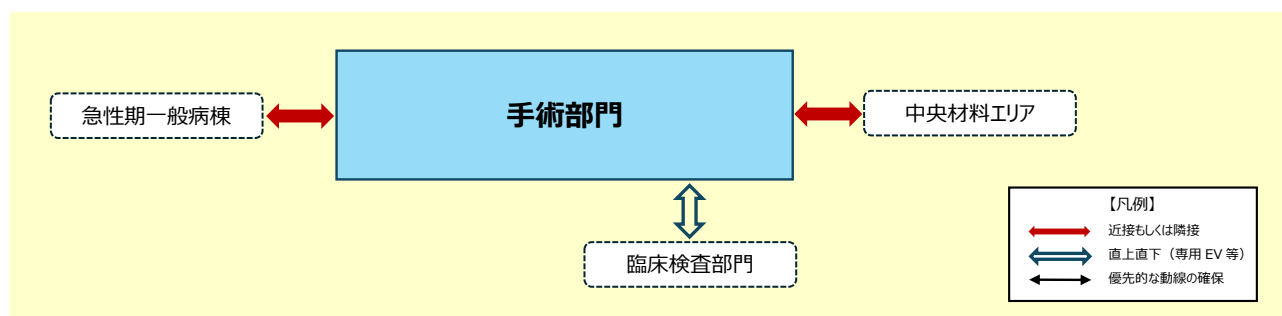 手術部門
急性期一般病棟
中央材料エリア
臨床検査部門
【凡例】
近接もしくは隣接
直上直下（専用 EV 等）
優先的な動線の確保